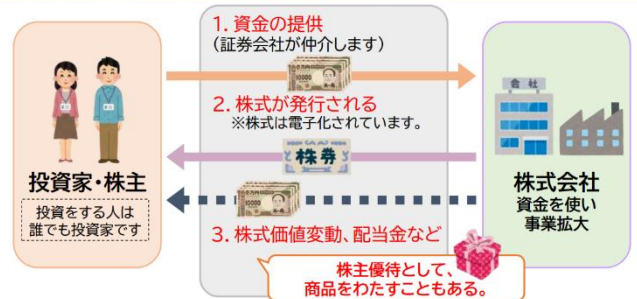 1. 資金の提供
(証券会社が仲介します)
10000
2. 株式が発行される
※株式は電子化されています。
株券
3. 株式価値変動、配当金など
株主優待として、
商品をわたすこともある。
投資家・株主
投資をする人は
誰でも投資家です
会社
株式会社
資金を使い
事業拡大